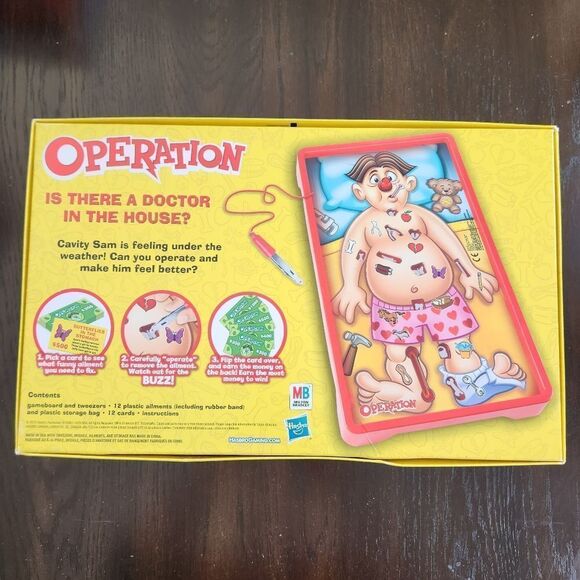 OPERATION
IS THERE A DOCTOR
IN THE HOUSE?
Cavity Sam is feeling under the
weather! Can you operate and
make him feel better?
BUTTERFLIES
IN THE
STOMACH
$500
1. Pick a card to see
what funny ailment
you need to fix.
2. Carefully "operate"
to remove the ailment.
Watch out for the
BUZZ!
3. Flip the card over,
and earn the money on
the back! Earn the most
money to win!
Contents
gameboard and tweezers • 12 plastic ailments (including rubber band)
and plastic storage bag • 12 cards • instructions
MB
MILTON
BRADLEY
Hasbro
HASBROGAMING.COM
OPERATION
CE